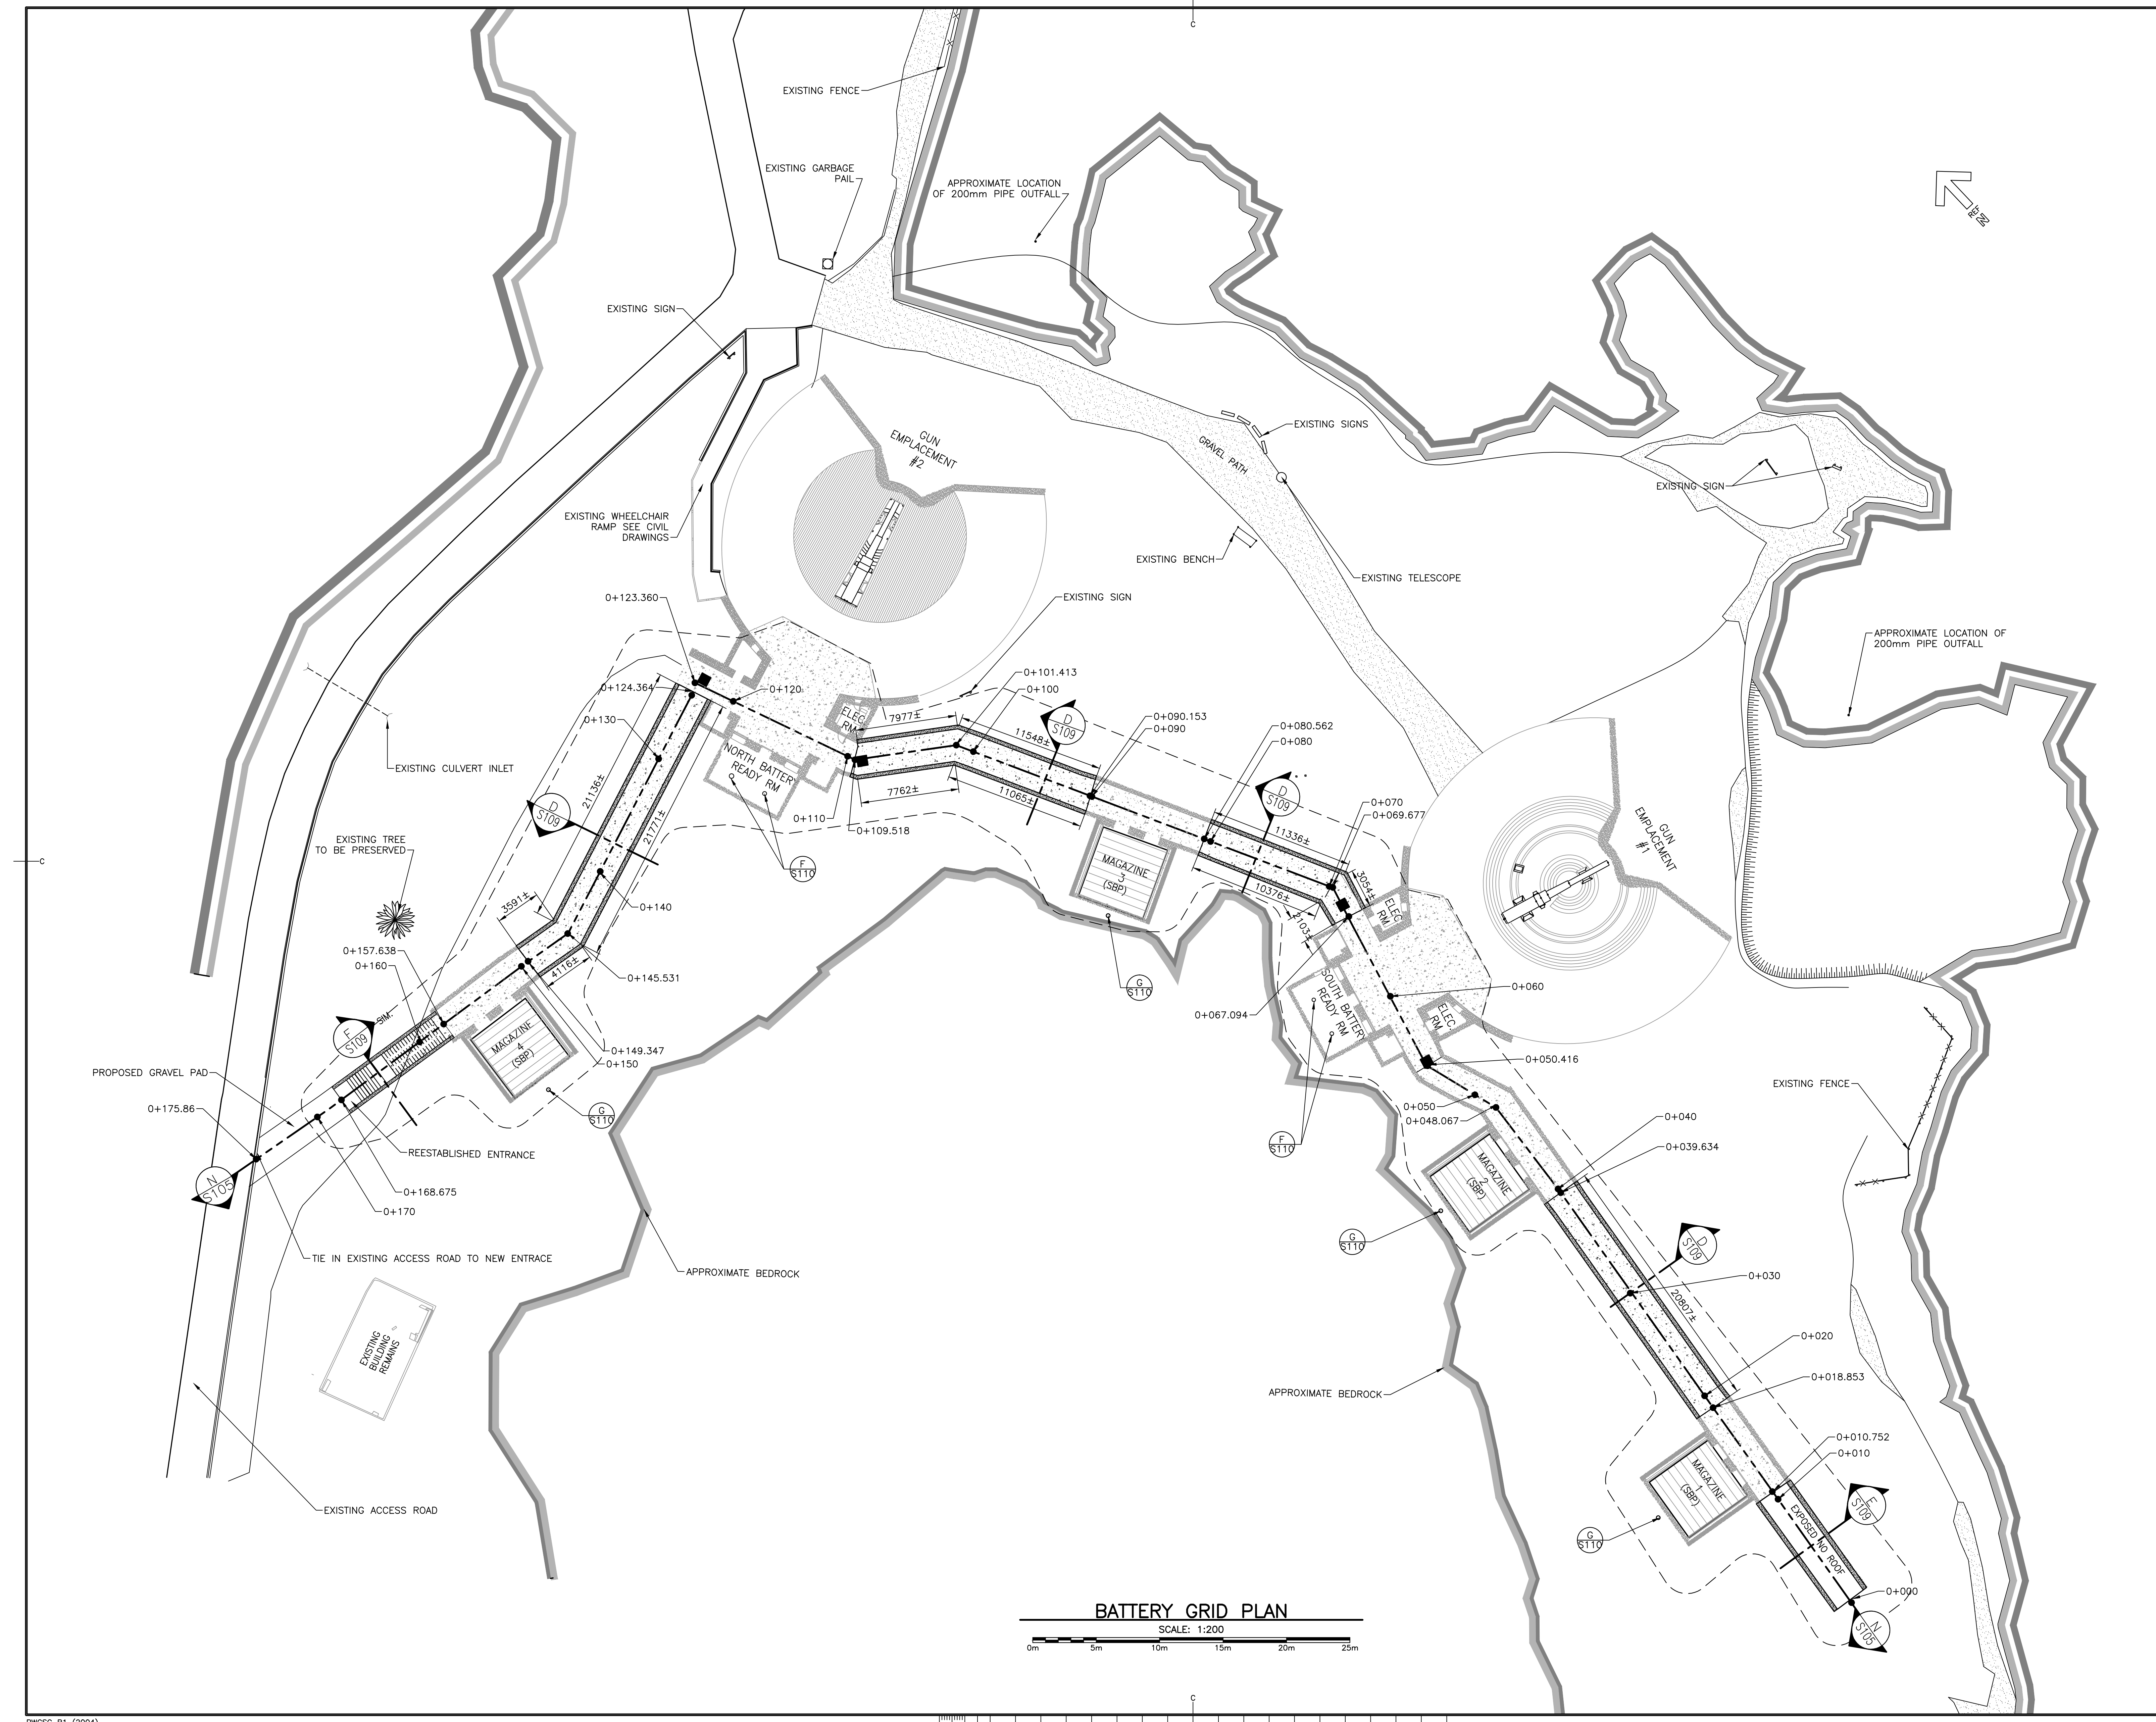 C
EXISTING FENCE
EXISTING GARBAGE
PAIL
APPROXIMATE LOCATION
OF 200mm PIPE OUTFALL
REF
N
EXISTING SIGN
GUN
EMPLACEMENT
#2
GRAVEL PATH
EXISTING SIGNS
EXISTING SIGN
EXISTING WHEELCHAIR
RAMP SEE CIVIL
DRAWINGS
EXISTING BENCH
EXISTING TELESCOPE
0+123.360
EXISTING SIGN
APPROXIMATE LOCATION OF
200mm PIPE OUTFALL
0+124.364
0+120
0+101.413
0+100
0+130
ELEC.
RM
7977±
11548±
D
S109
0+090.153
0+090
0+080.562
0+080
EXISTING CULVERT INLET
NORTH BATTERY
READY RM
7762±
11065±
D
S109
21136±
21771±
D
S109
0+110
0+109.518
0+070
0+069.677
11336±
10376±
3054±
2103±
GUN
EMPLACEMENT
#1
EXISTING TREE
TO BE PRESERVED
F
S110
MAGAZINE
3
(SBP)
C
ELEC.
RM
3591±
0+140
0+157.638
0+160
4116±
0+145.531
G
S110
SOUTH BATTERY
READY RM
0+060
0+067.094
ELEC.
RM
F
S109
SIM.
MAGAZINE
4
(SBP)
0+149.347
0+150
0+050.416
PROPOSED GRAVEL PAD
0+175.86
G
S110
0+050
0+048.067
EXISTING FENCE
0+040
0+039.634
F
S110
REESTABLISHED ENTRANCE
MAGAZINE
2
(SBP)
N
S105
0+168.675
0+170
G
S110
D
S109
TIE IN EXISTING ACCESS ROAD TO NEW ENTRACE
APPROXIMATE BEDROCK
0+030
20807±
EXISTING
BUILDING
REMAINS
0+020
0+018.853
APPROXIMATE BEDROCK
0+010.752
0+010
MAGAZINE
1
(SBP)
EXISTING ACCESS ROAD
EXPOSED NO ROOF
E
S109
G
S110
0+000
N
S105
BATTERY GRID PLAN
SCALE: 1:200
0m 5m 10m 15m 20m 25m
C